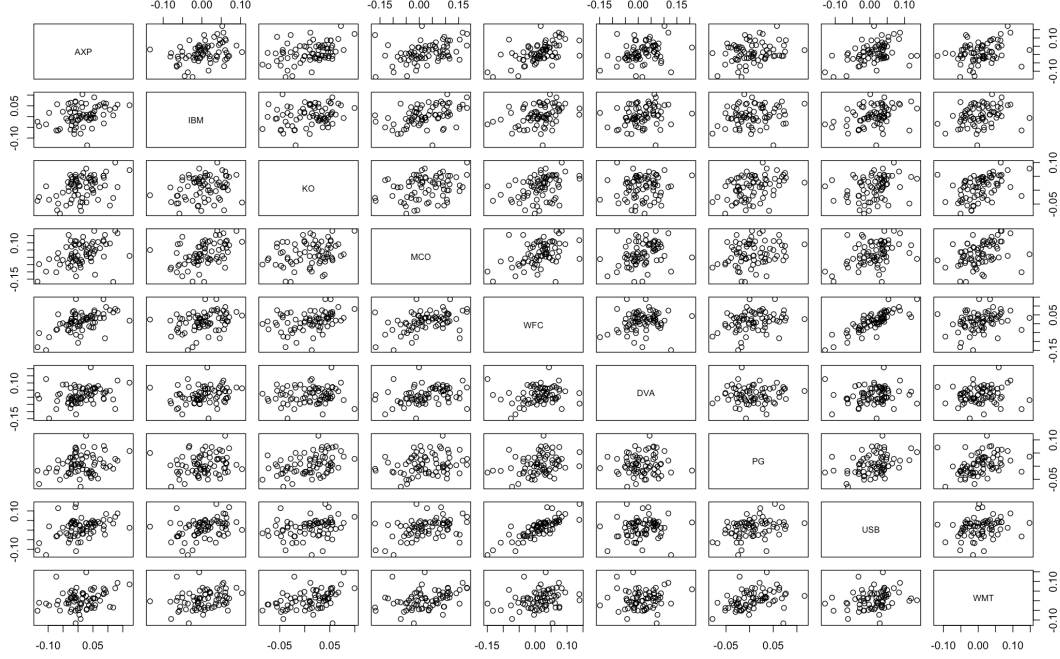 -0.10 0.00 0.10 -0.15 0.00 0.15 -0.15 0.00 0.15 -0.10 0.00 0.10
AXP -0.10 0.10
-0.10 0.05 IBM
KO -0.05 0.10
-0.15 0.10 MCO
WFC -0.15 0.05
-0.15 0.10 DVA
PG -0.05 0.10
-0.10 0.10 USB
WMT -0.10 0.10
-0.10 0.05 -0.05 0.05 -0.15 0.00 0.10 -0.05 0.05 -0.10 0.00 0.10